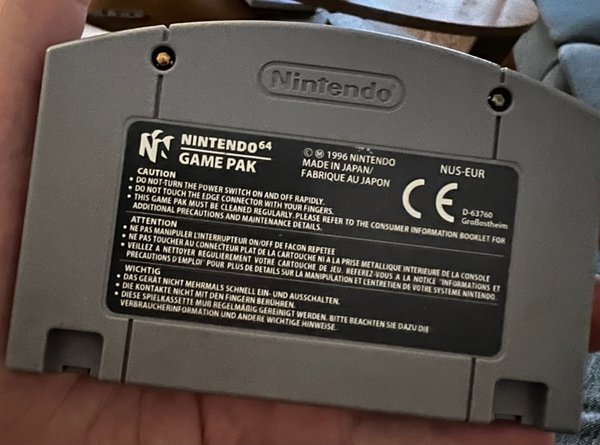 Nintendo
NINTENDO 64
GAME PAK
© Ⓜ 1996 NINTENDO
MADE IN JAPAN/
FABRIQUE AU JAPON
NUS-EUR
CE
D-63760
Großostheim
CAUTION
• DO NOT TURN THE POWER SWITCH ON AND OFF RAPIDLY.
• DO NOT TOUCH THE EDGE CONNECTOR WITH YOUR FINGERS.
• THIS GAME PAK MUST BE CLEANED REGULARLY. PLEASE REFER TO THE CONSUMER INFORMATION BOOKLET FOR
ADDITIONAL PRECAUTIONS AND MAINTENANCE DETAILS.
ATTENTION
• NE PAS MANIPULER L'INTERRUPTEUR ON/OFF DE FACON REPETEE
• NE PAS TOUCHER AU CONNECTEUR PLAT DE LA CARTOUCHE NI A LA PRISE METALLIQUE INTERIEURE DE LA CONSOLE
• VEILLEZ A NETTOYER REGULIEREMENT VOTRE CARTOUCHE DE JEU. REFEREZ-VOUS A LA NOTICE "INFORMATIONS ET
PRECAUTIONS D'EMPLOI" POUR PLUS DE DETAILS SUR LA MANIPULATION ET L'ENTRETIEN DE VOTRE SYSTEME NINTENDO.
WICHTIG
• DAS GERÄT NICHT MEHRMALS SCHNELL EIN- UND AUSSCHALTEN.
• DIE KONTAKTE NICHT MIT DEN FINGERN BERÜHREN.
• DIESE SPIELKASSETTE MUß REGELMÄßIG GEREINIGT WERDEN. BITTE BEACHTEN SIE DAZU DIE
VERBRAUCHERINFORMATION UND ANDERE WICHTIGE HINWEISE.